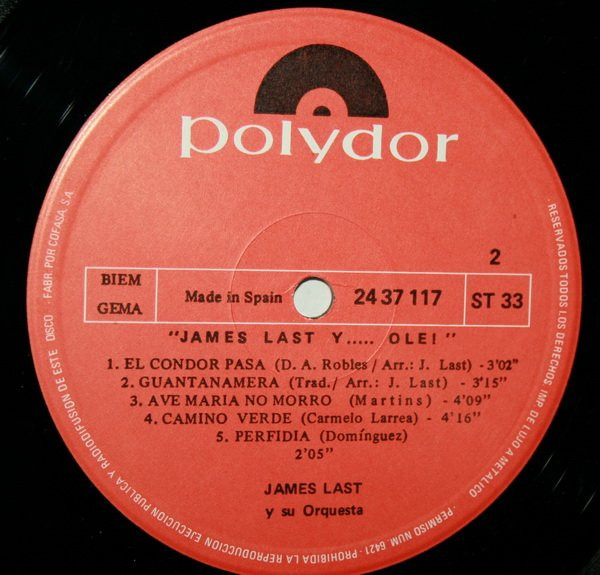 polydor
2
BIEM
GEMA
Made in Spain
24 37 117
ST 33
"JAMES LAST Y..... OLE!"
1. EL CONDOR PASA (D. A. Robles/Arr.: J. Last) - 3'02"
2. GUANTANAMERA (Trad./ Arr.: J. Last) - 3'15"
3. AVE MARIA NO MORRO (Martins) - 4'09"
4. CAMINO VERDE (Carmelo Larrea) - 4'16"
5. PERFIDIA (Domínguez)
2'05"
JAMES LAST
y su Orquesta
RESERVADOS TODOS LOS DERECHOS IMP. DE LUJO A METALICO -PERMISO NUM 6421 - PROHIBIDA LA REPRODUCCION EJECUCION PUBLICA Y RADIODIFUSION DE ESTE DISCO · FABR POR COFASA, S.A.